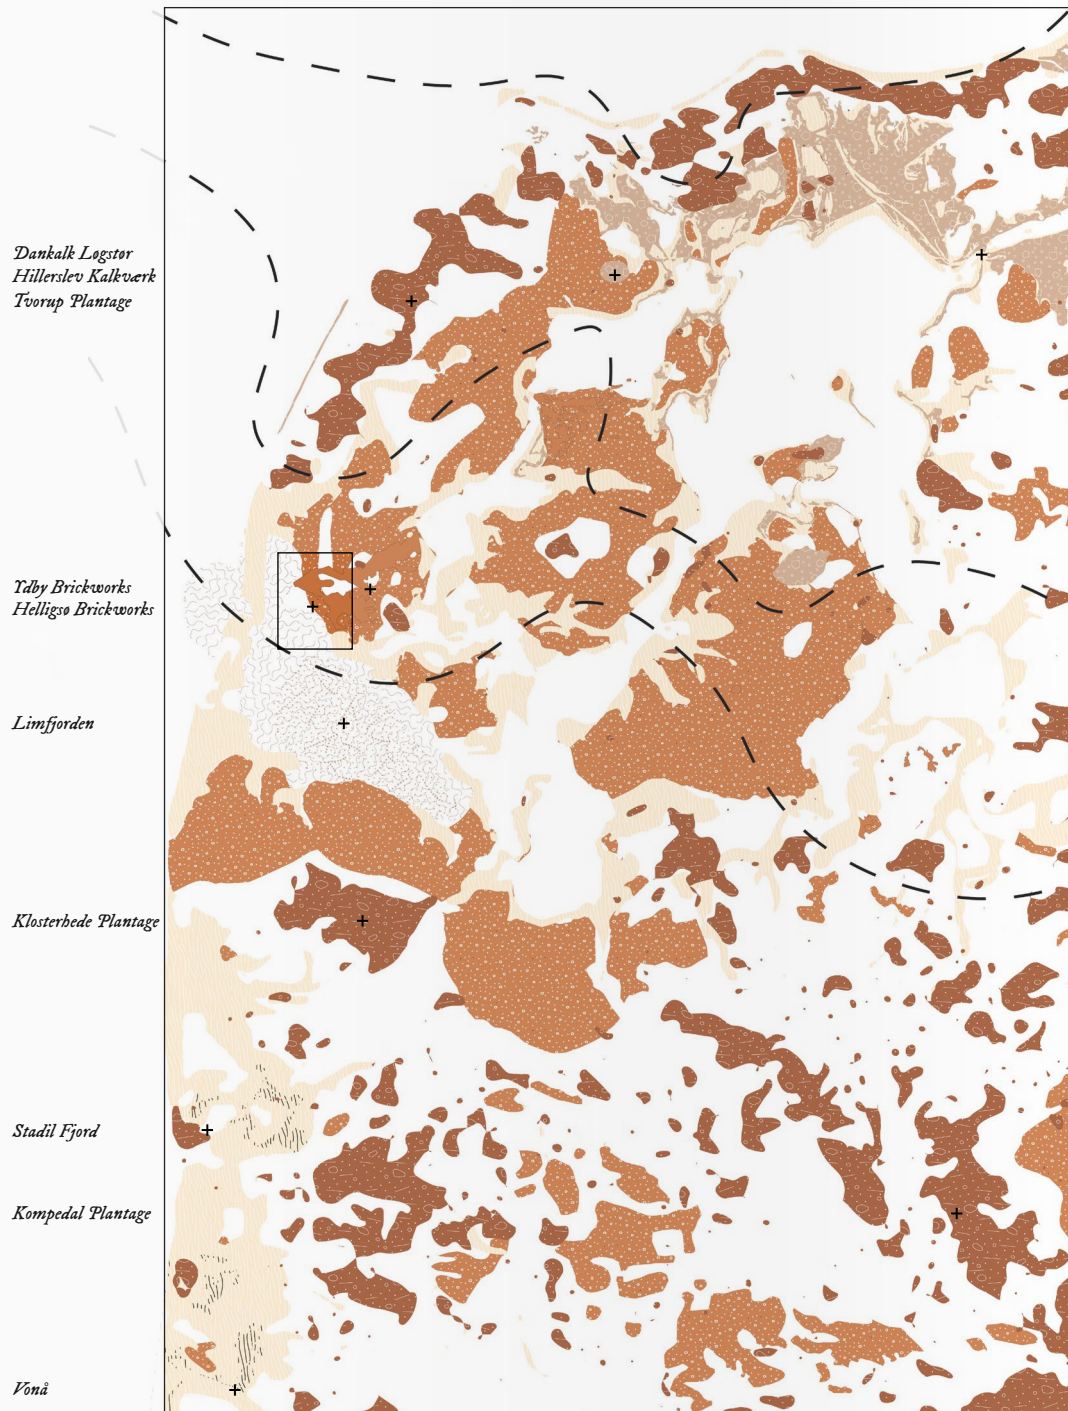 Dankalk Løgstør
Hillerslev Kalkværk
Tvorup Plantage
Ydby Brickworks
Helligsø Brickworks
Limfjorden
Klosterhede Plantage
Stadil Fjord
Kompedal Plantage
Vonå